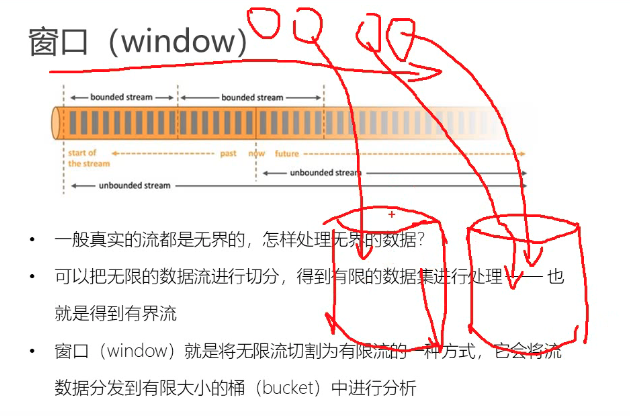 窗口（window）
bounded stream
bounded stream
start of the stream
past now future
unbounded stream
unbounded stream
• 一般真实的流都是无界的，怎样处理无界的数据？
• 可以把无限的数据流进行切分，得到有限的数据集进行处理 —— 也
就是得到有界流
• 窗口（window）就是将无限流切割为有限流的一种方式，它会将流
数据分发到有限大小的桶（bucket）中进行分析